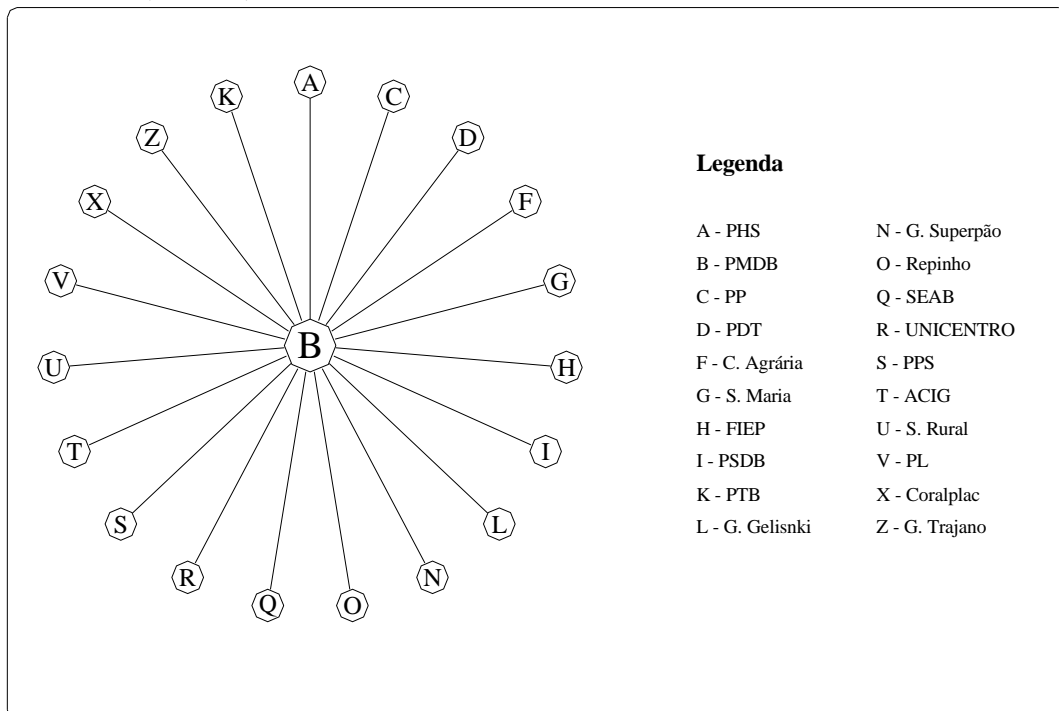 A
K
C
Z
D
X
F
V
G
B
U
H
T
I
S
L
R
N
Q
O
Legenda
A - PHS
B - PMDB
C - PP
D - PDT
F - C. Agrária
G - S. Maria
H - FIEP
I - PSDB
K - PTB
L - G. Gelisnki
N - G. Superpão
O - Repinho
Q - SEAB
R - UNICENTRO
S - PPS
T - ACIG
U - S. Rural
V - PL
X - Coralplac
Z - G. Trajano